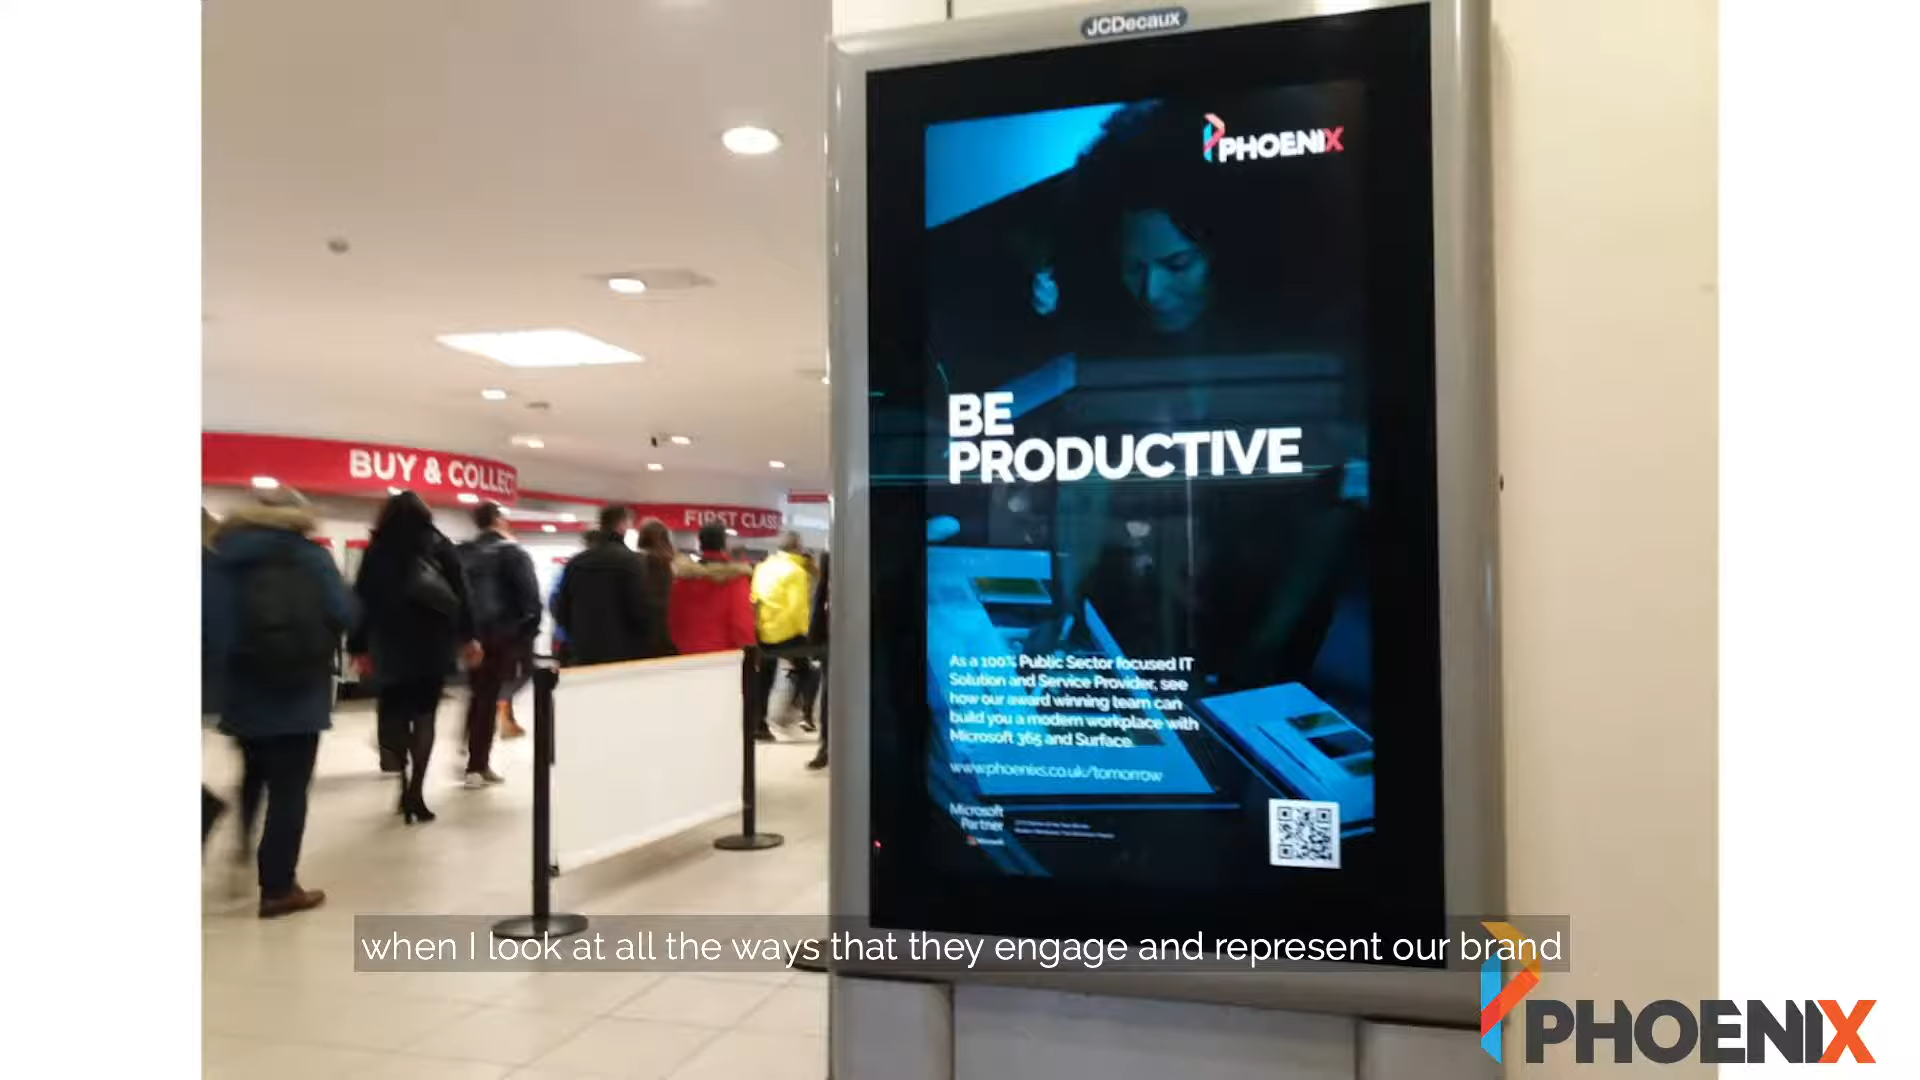 JCDecaux
PHOENIX
BE
PRODUCTIVE
BUY & COLLECT
FIRST CLASS
As a 100% Public Sector focused IT
Solution and Service Provider, see
how our award winning team can
build you a modern workplace with
Microsoft 365 and Surface.
www.phoenixs.co.uk/tomorrow
Microsoft
Partner
Microsoft
when I look at all the ways that they engage and represent our brand
PHOENIX